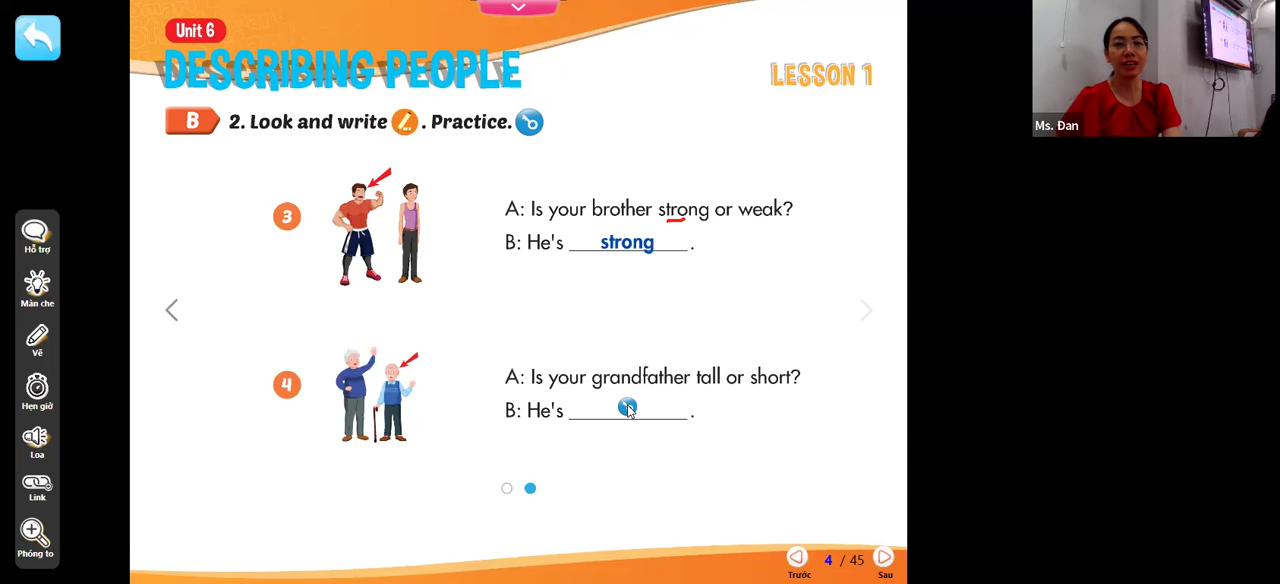 Unit 6
DESCRIBING PEOPLE
LESSON 1
B 2. Look and write . Practice.
3
A: Is your brother strong or weak?
B: He's strong .
4
A: Is your grandfather tall or short?
B: He's ________ .
Hỗ trợ
Màn che
Vẽ
Hẹn giờ
Loa
Link
Phóng to
Trước
4 / 45
Sau
Ms. Đan